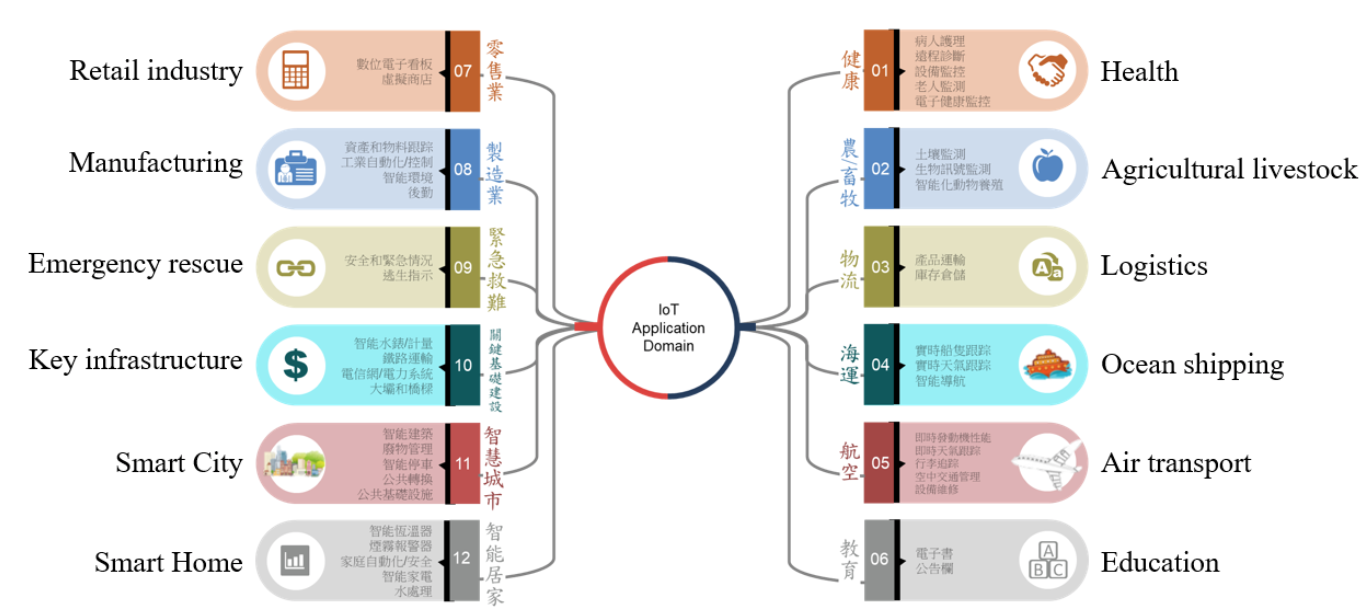 Retail industry
數位電子看板
虛擬商店
07
零售業
Manufacturing
資產和物料跟踪
工業自動化/控制
智能環境
後勤
08
製造業
Emergency rescue
安全和緊急情況
逃生指示
09
緊急救難
Key infrastructure
$
智能水錶/計量
鐵路運輸
電信網/電力系統
大壩和橋樑
10
關鍵基礎建設
Smart City
智能建築
廢物管理
智能停車
公共轉換
公共基礎設施
11
智慧城市
Smart Home
智能恆溫器
煙霧報警器
家庭自動化/安全
智能家電
水處理
12
智能居家
IoT
Application
Domain
健康
01
病人護理
遠程診斷
設備監控
老人監測
電子健康監控
Health
農/畜牧
02
土壤監測
生物訊號監測
智能化動物養殖
Agricultural livestock
物流
03
產品運輸
庫存倉儲
Aa
Logistics
海運
04
實時船隻跟踪
實時天氣跟踪
智能導航
Ocean shipping
航空
05
即時發動機性能
即時天氣跟踪
行李追踪
空中交通管理
設備維修
Air transport
教育
06
電子書
公告欄
A
BC
Education